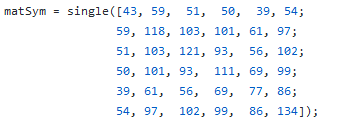 matSym = single([43, 59, 51, 50, 39, 54;
59, 118, 103, 101, 61, 97;
51, 103, 121, 93, 56, 102;
50, 101, 93, 111, 69, 99;
39, 61, 56, 69, 77, 86;
54, 97, 102, 99, 86, 134]);